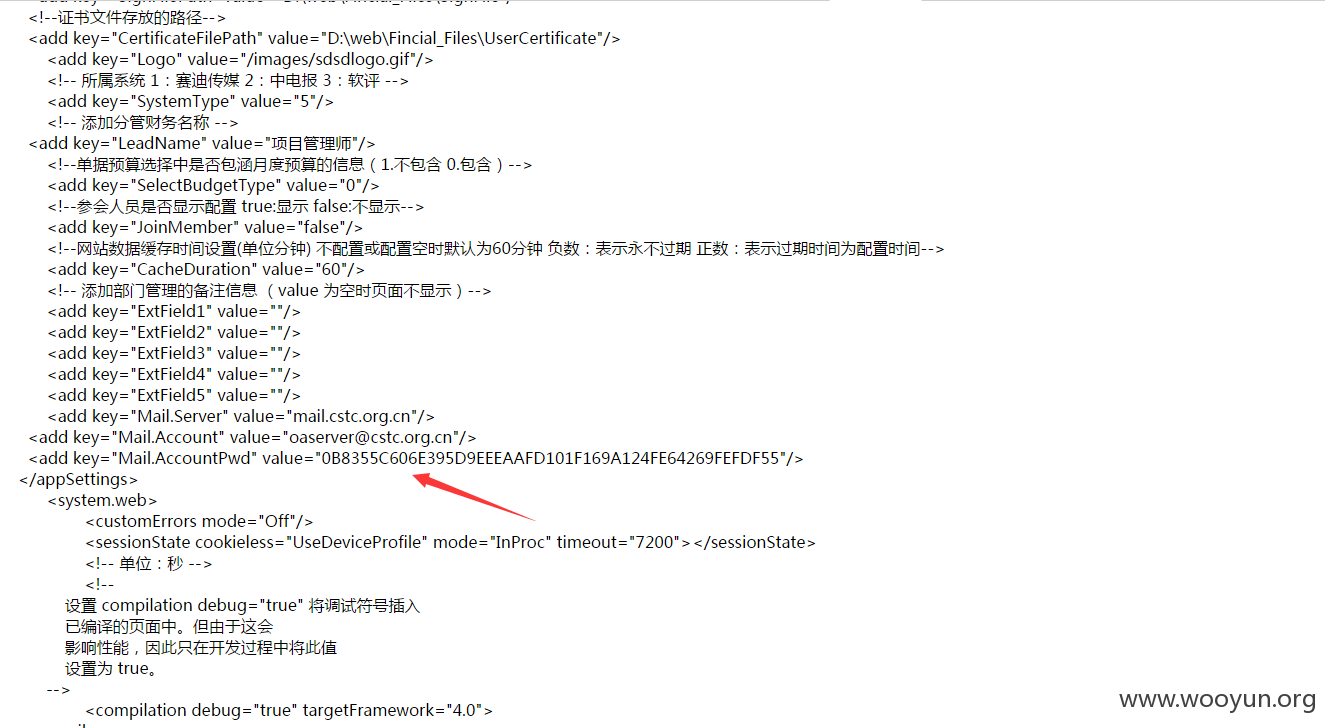 <!--证书文件存放的路径-->
<add key="CertificateFilePath" value="D:\web\Fincial_Files\UserCertificate"/>
<add key="Logo" value="/images/sdsdlogo.gif"/>
<!-- 所属系统 1：赛迪传媒 2：中电报 3：软评 -->
<add key="SystemType" value="5"/>
<!-- 添加分管财务名称 -->
<add key="LeadName" value="项目管理师"/>
<!--单据预算选择中是否包涵月度预算的信息（1.不包含 0.包含）-->
<add key="SelectBudgetType" value="0"/>
<!--参会人员是否显示配置 true:显示 false:不显示-->
<add key="JoinMember" value="false"/>
<!--网站数据缓存时间设置(单位分钟) 不配置或配置空时默认为60分钟 负数：表示永不过期 正数：表示过期时间为配置时间-->
<add key="CacheDuration" value="60"/>
<!-- 添加部门管理的备注信息 （value 为空时页面不显示）-->
<add key="ExtField1" value=""/>
<add key="ExtField2" value=""/>
<add key="ExtField3" value=""/>
<add key="ExtField4" value=""/>
<add key="ExtField5" value=""/>
<add key="Mail.Server" value="mail.cstc.org.cn"/>
<add key="Mail.Account" value="oaserver@cstc.org.cn"/>
<add key="Mail.AccountPwd" value="0B8355C606E395D9EEEAAFD101F169A124FE64269FEFDF55"/>
</appSettings>
<system.web>
<customErrors mode="Off"/>
<sessionState cookieless="UseDeviceProfile" mode="InProc" timeout="7200"></sessionState>
<!-- 单位：秒 -->
<!--
设置 compilation debug="true" 将调试符号插入
已编译的页面中。但由于这会
影响性能，因此只在开发过程中将此值
设置为 true。
-->
<compilation debug="true" targetFramework="4.0">
www.wooyun.org